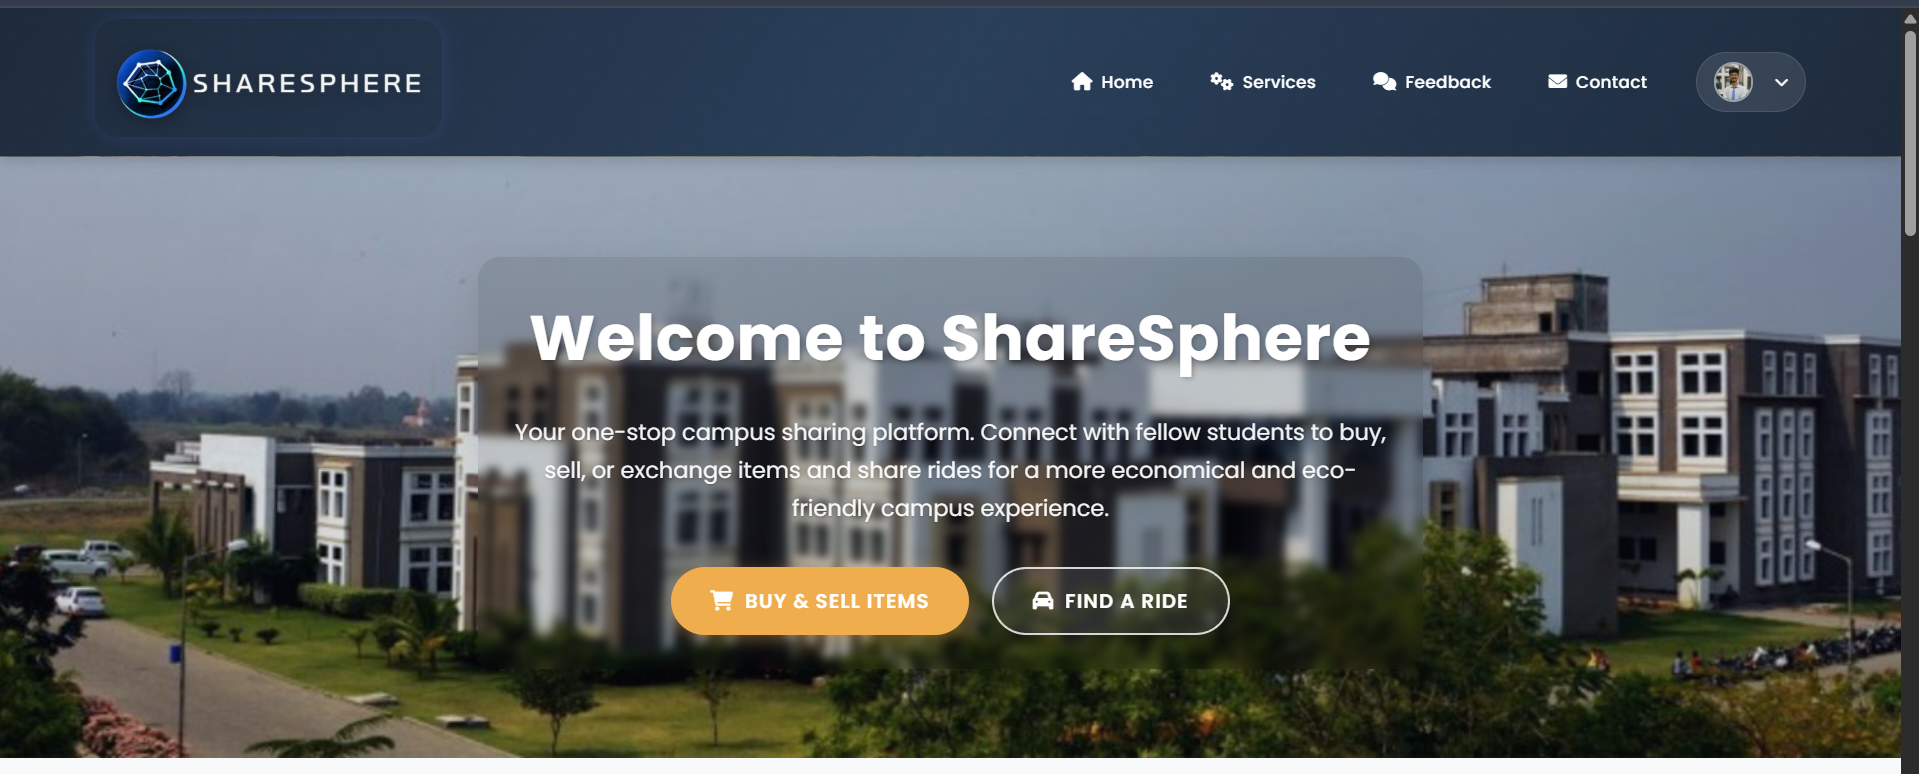 SHARESPHERE
Home
Services
Feedback
Contact
Welcome to ShareSphere
Your one-stop campus sharing platform. Connect with fellow students to buy,
sell, or exchange items and share rides for a more economical and eco-
friendly campus experience.
BUY & SELL ITEMS
FIND A RIDE